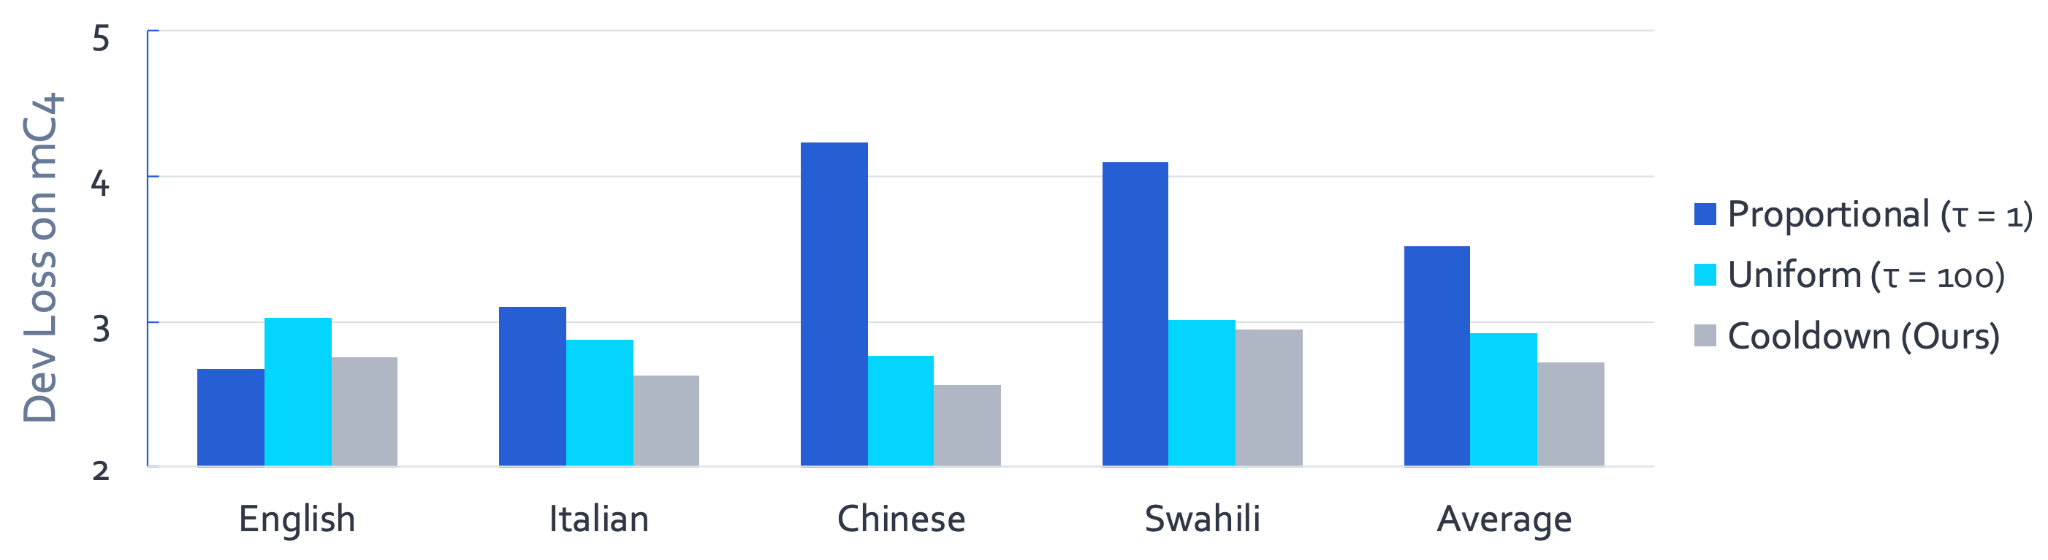 Dev Loss on mC4
5
4
3
2
English
Italian
Chinese
Swahili
Average
Proportional (τ = 1)
Uniform (τ = 100)
Cooldown (Ours)